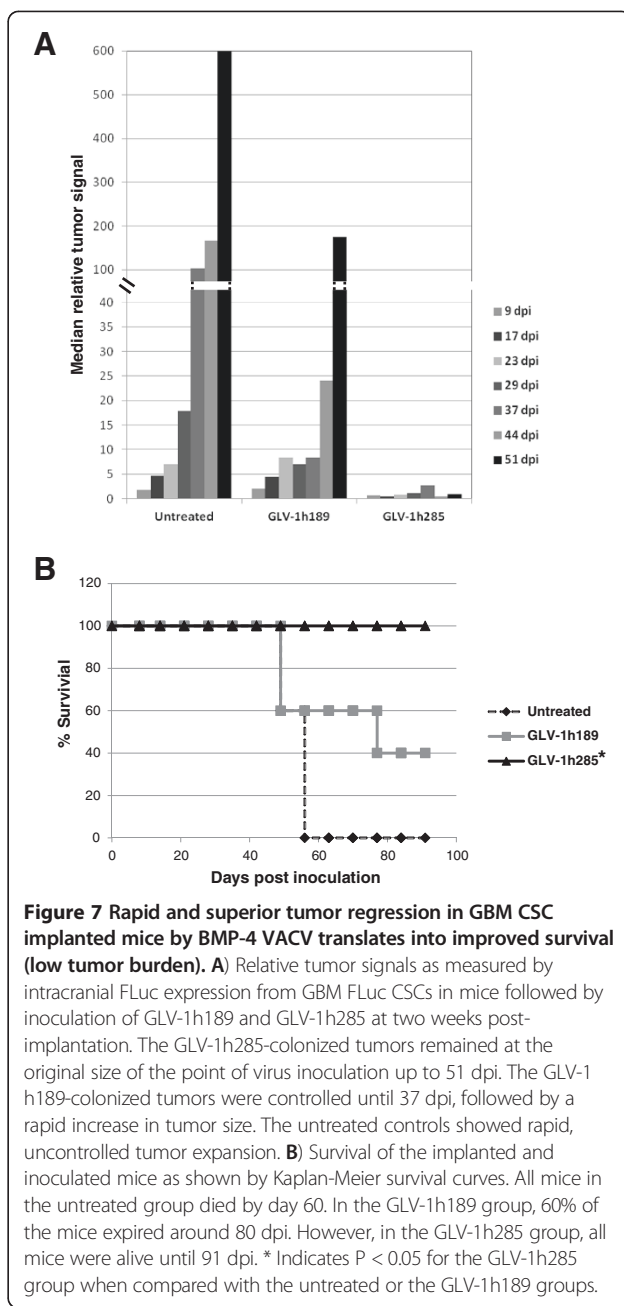 A
600
500
400
300
200
100
40
35
30
25
20
15
10
5
0
Median relative tumor signal
Untreated
GLV-1h189
GLV-1h285
9 dpi
17 dpi
23 dpi
29 dpi
37 dpi
44 dpi
51 dpi
B
120
100
80
60
40
20
0
% Survivial
0 20 40 60 80 100
Days post inoculation
Untreated
GLV-1h189
GLV-1h285*
Figure 7 Rapid and superior tumor regression in GBM CSC
implanted mice by BMP-4 VACV translates into improved survival
(low tumor burden). A) Relative tumor signals as measured by
intracranial FLuc expression from GBM FLuc CSCs in mice followed by
inoculation of GLV-1h189 and GLV-1h285 at two weeks post-
implantation. The GLV-1h285-colonized tumors remained at the
original size of the point of virus inoculation up to 51 dpi. The GLV-1
h189-colonized tumors were controlled until 37 dpi, followed by a
rapid increase in tumor size. The untreated controls showed rapid,
uncontrolled tumor expansion. B) Survival of the implanted and
inoculated mice as shown by Kaplan-Meier survival curves. All mice in
the untreated group died by day 60. In the GLV-1h189 group, 60% of
the mice expired around 80 dpi. However, in the GLV-1h285 group, all
mice were alive until 91 dpi. * Indicates P < 0.05 for the GLV-1h285
group when compared with the untreated or the GLV-1h189 groups.